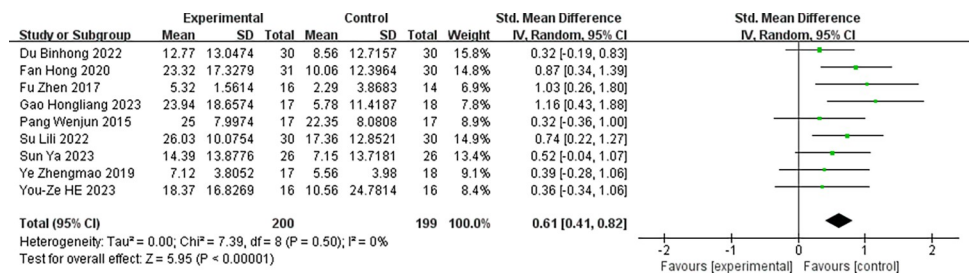 Experimental Control Std. Mean Difference Std. Mean Difference
Study or Subgroup Mean SD Total Mean SD Total Weight IV, Random, 95% CI IV, Random, 95% CI
Du Binhong 2022 12.77 13.0474 30 8.56 12.7157 30 15.8% 0.32 [-0.19, 0.83]
Fan Hong 2020 23.32 17.3279 31 10.06 12.3964 30 15.0% 0.87 [0.34, 1.39]
Fu Zhen 2017 5.32 1.5614 16 2.29 3.8683 14 7.0% 1.03 [0.26, 1.80]
Gao Hongliang 2023 23.94 18.6574 17 5.78 11.4187 18 7.9% 1.16 [0.43, 1.88]
Pang Wenjun 2015 25 7.9974 17 22.35 8.0808 17 8.9% 0.32 [-0.36, 1.00]
Su Lili 2022 26.03 10.0754 30 17.36 12.8521 30 15.0% 0.74 [0.22, 1.27]
Sun Ya 2023 14.39 13.8776 26 7.15 13.7181 26 13.4% 0.52 [-0.04, 1.07]
Ye Zhengmao 2019 7.12 3.8052 17 5.56 3.98 18 9.1% 0.39 [-0.28, 1.06]
You-Ze HE 2023 18.37 16.8269 16 10.56 24.7814 16 8.4% 0.36 [-0.34, 1.06]
Total (95% CI) 200 199 100.0% 0.61 [0.41, 0.82]
Heterogeneity: Tau² = 0.00; Chi² = 7.39, df = 8 (P = 0.50); I² = 0%
Test for overall effect: Z = 5.95 (P < 0.00001)
-2 -1 0 1 2
Favours [experimental] Favours [control]